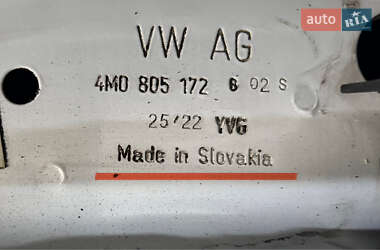 auto RIA
VW AG
4M0 805 172 6 02 S
25/22 YVG
Made in Slovakia